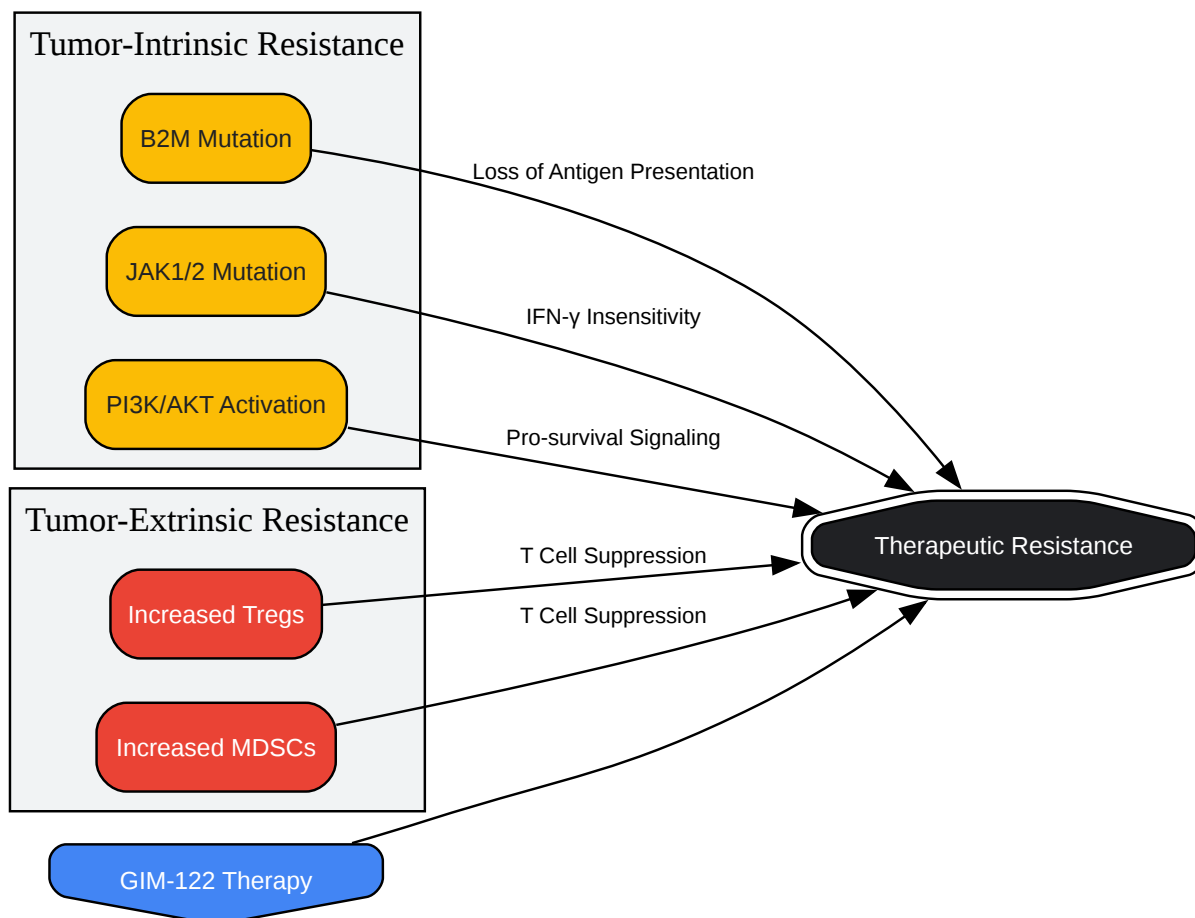 Tumor-Intrinsic Resistance
B2M Mutation
Loss of Antigen Presentation
JAK1/2 Mutation
IFN-γ Insensitivity
PI3K/AKT Activation
Pro-survival Signaling
Tumor-Extrinsic Resistance
Therapeutic Resistance
T Cell Suppression
Increased Tregs
T Cell Suppression
Increased MDSCs
GIM-122 Therapy